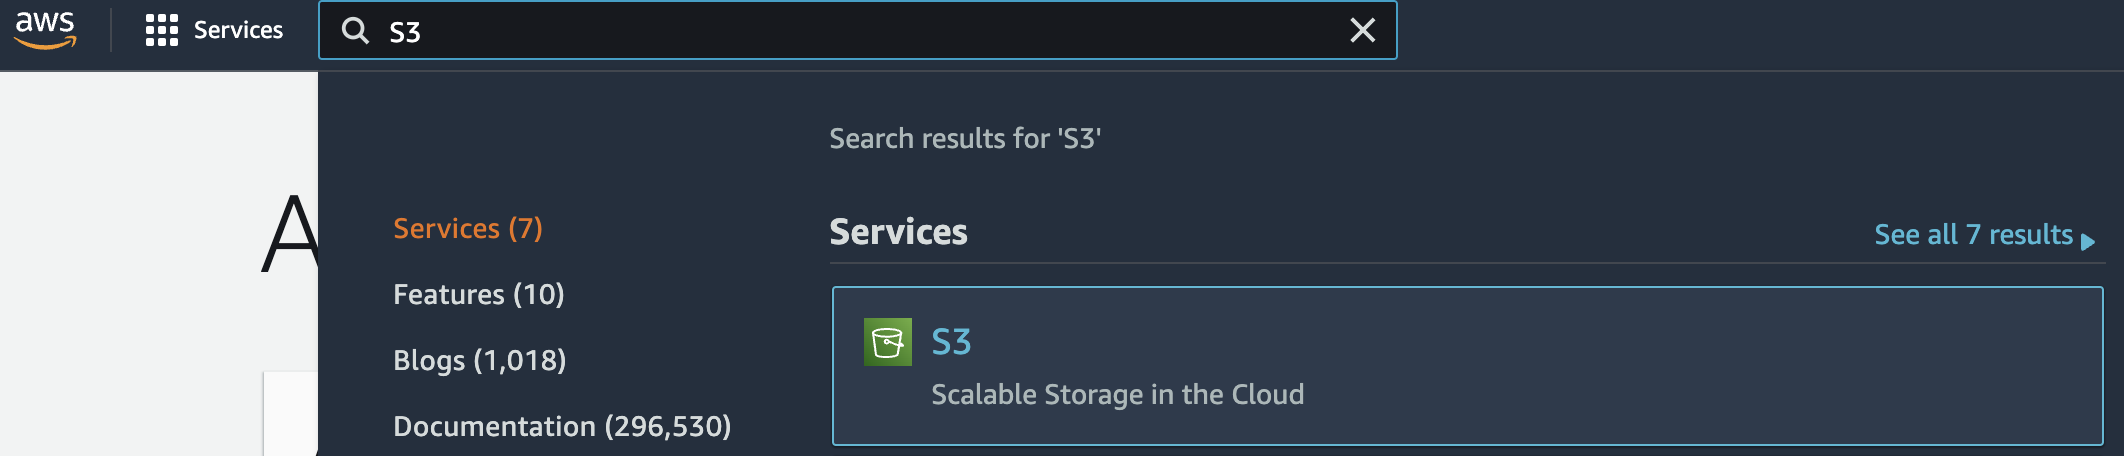 aws
Services
S3
Search results for 'S3'
A
Services (7)
Features (10)
Blogs (1,018)
Documentation (296,530)
Services
See all 7 results
S3
Scalable Storage in the Cloud